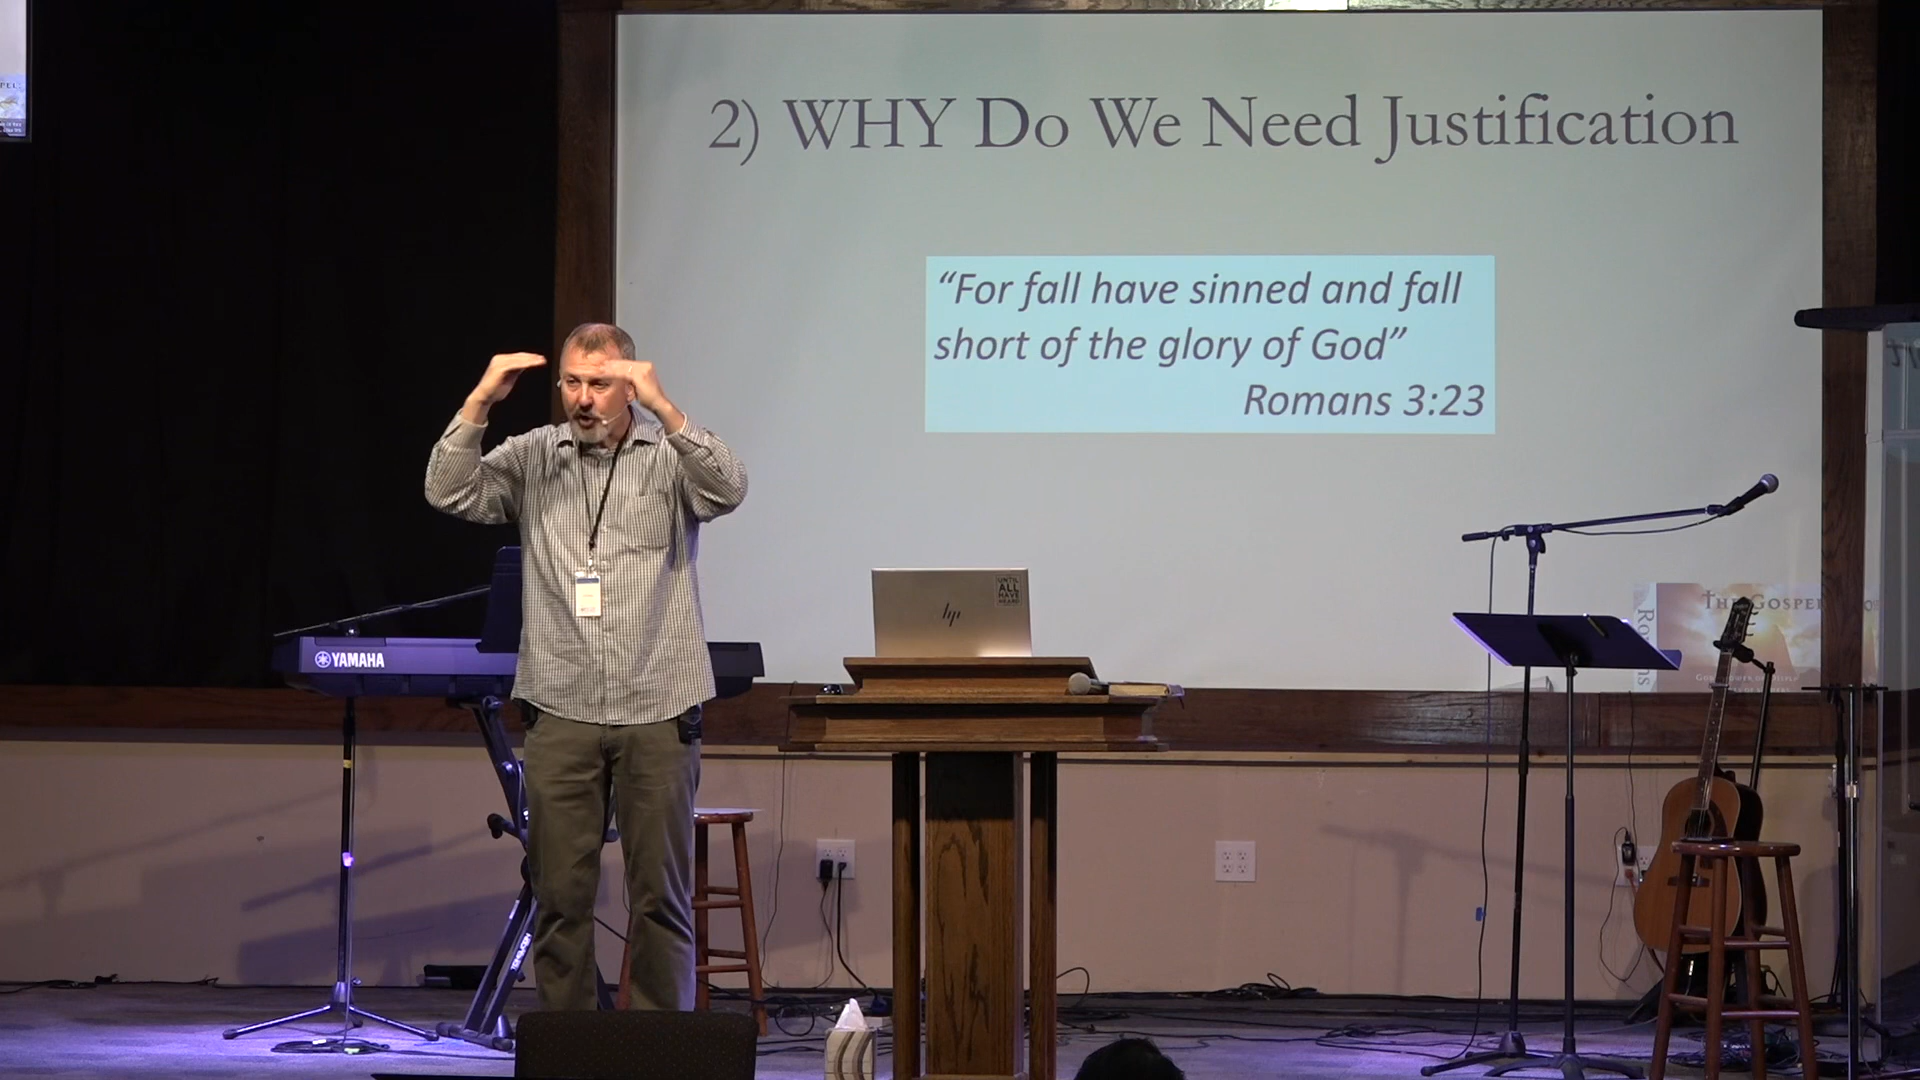 2) WHY Do We Need Justification
“For fall have sinned and fall
short of the glory of God”
Romans 3:23
UNTIL
ALL
HAVE
HEARD
hp
YAMAHA
THE GOSPEL